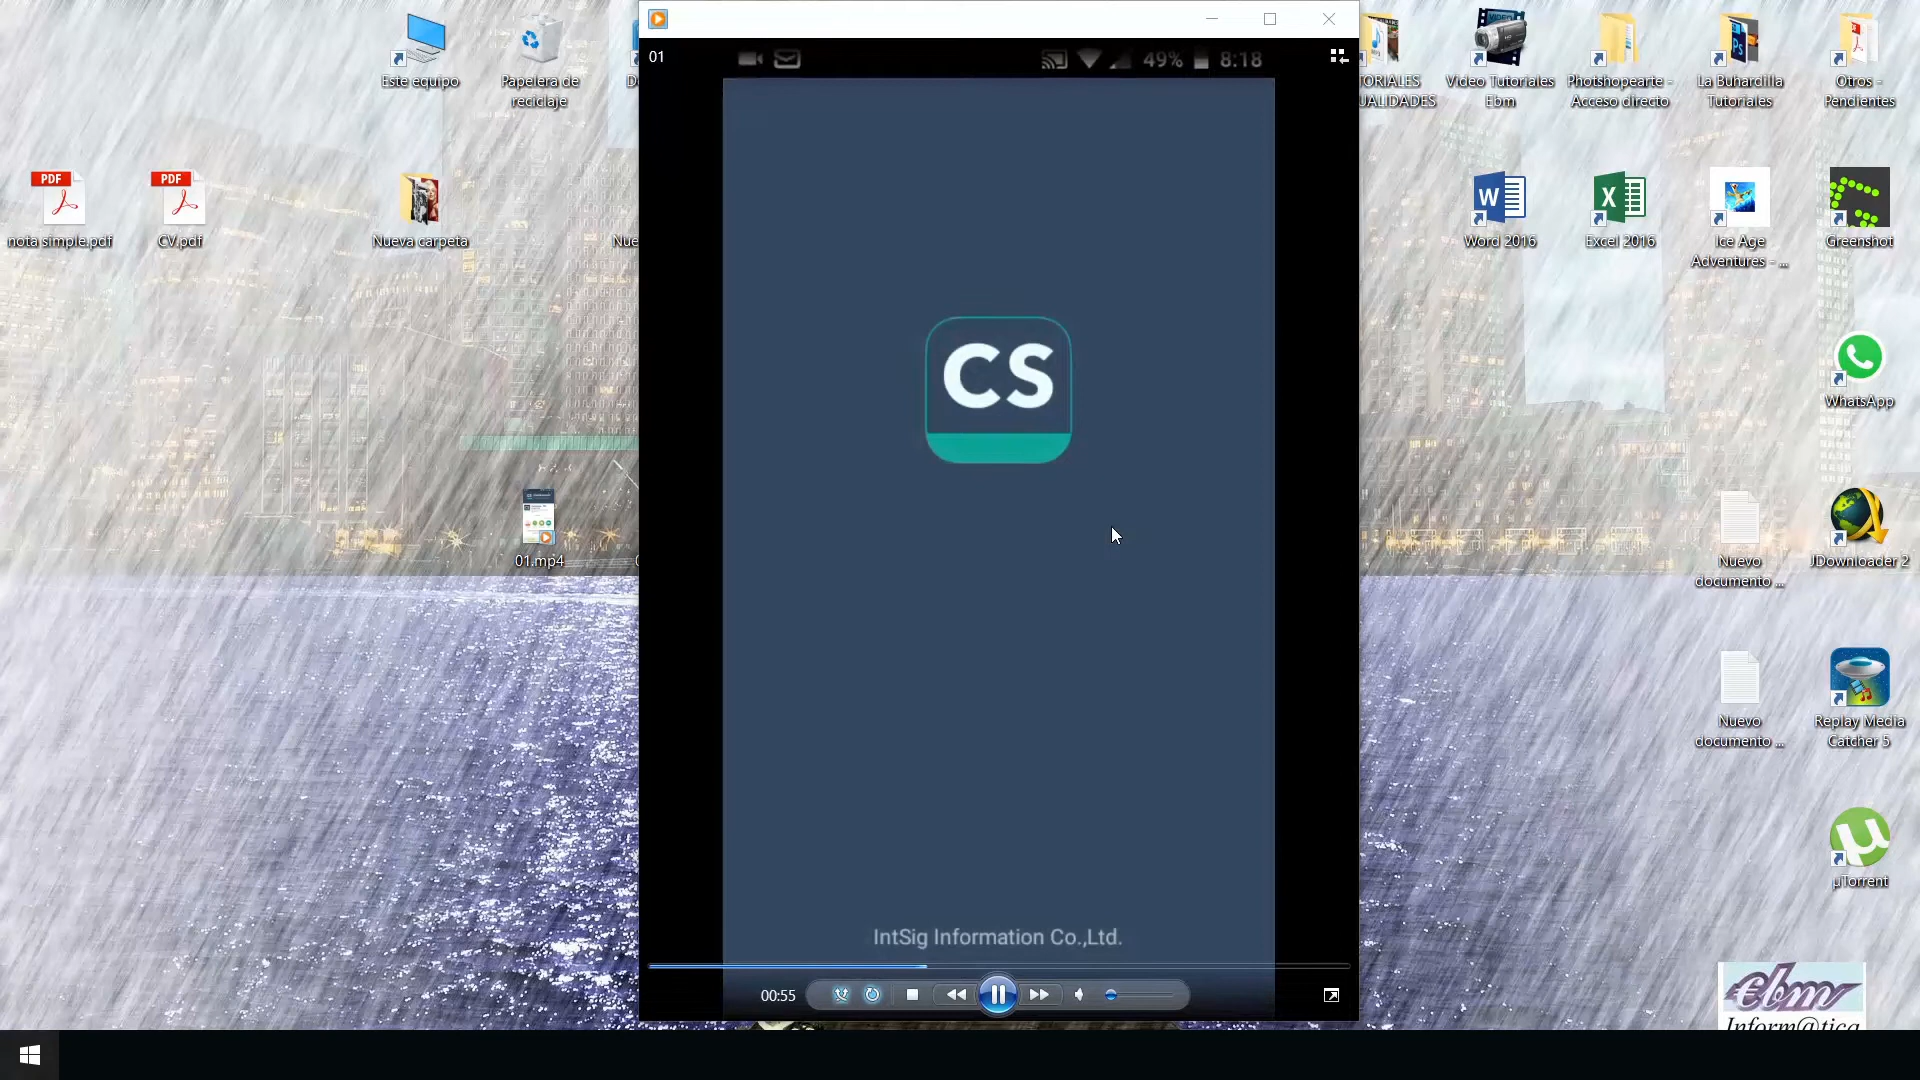 Este equipo
Papelera de
reciclaje
01
49%
8:18
TORIALES
UALIDADES
Video Tutoriales
Ebm
Photshopearte -
Acceso directo
La Buhardilla
Tutoriales
Otros -
Pendientes
PDF
nota simple.pdf
PDF
CV.pdf
Nueva carpeta
Nue
Word 2016
Excel 2016
Ice Age
Adventures - ...
Greenshot
CS
WhatsApp
01.mp4
Nuevo
documento ...
JDownloader 2
Nuevo
documento ...
Replay Media
Catcher 5
µTorrent
IntSig Information Co.,Ltd.
00:55
ebm
Inform@tica